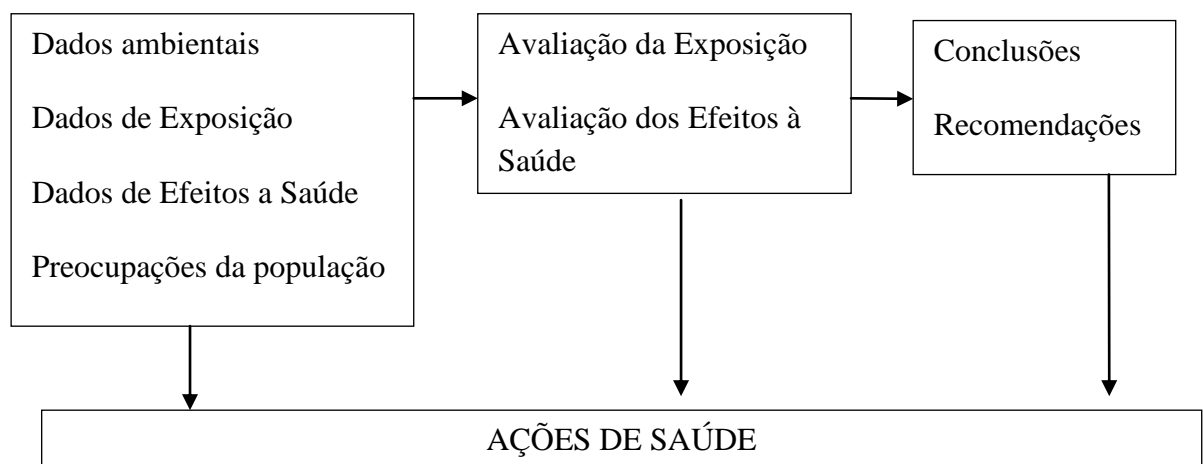 Dados ambientais
Dados de Exposição
Dados de Efeitos a Saúde
Preocupações da população
Avaliação da Exposição
Avaliação dos Efeitos à
Saúde
Conclusões
Recomendações
AÇÕES DE SAÚDE